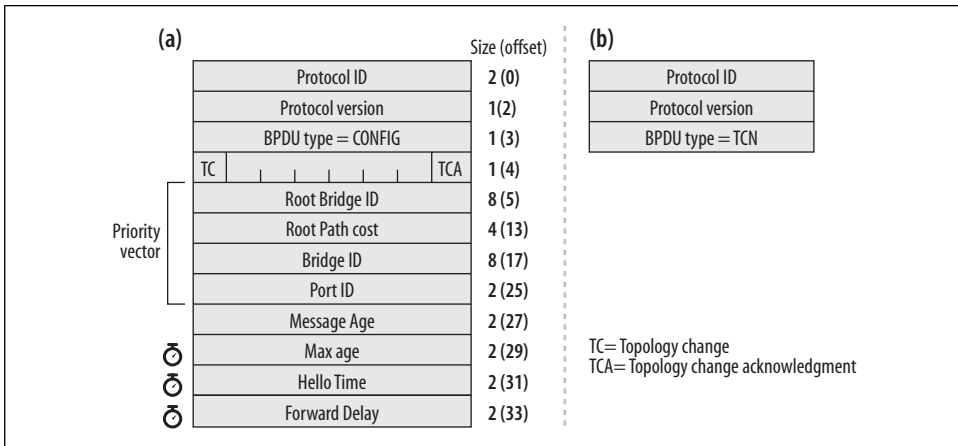 (a)
Size (offset)
Protocol ID 2 (0)
Protocol version 1(2)
BPDU type = CONFIG 1 (3)
TC TCA 1 (4)
Root Bridge ID 8 (5)
Root Path cost 4 (13)
Bridge ID 8 (17)
Port ID 2 (25)
Priority
vector
Message Age 2 (27)
Max age 2 (29)
Hello Time 2 (31)
Forward Delay 2 (33)
(b)
Protocol ID
Protocol version
BPDU type = TCN
TC= Topology change
TCA= Topology change acknowledgment